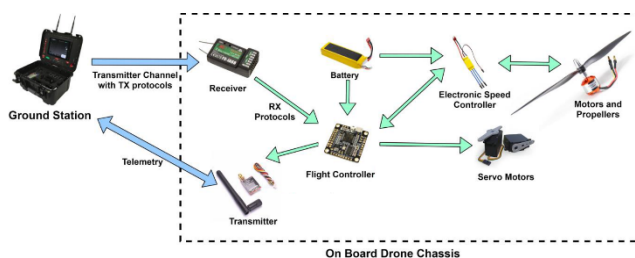 Transmitter Channel
with TX protocols
Ground Station
Receiver
Battery
Electronic Speed
Controller
Motors and
Propellers
RX
Protocols
Telemetry
Flight Controller
Servo Motors
Transmitter
On Board Drone Chassis